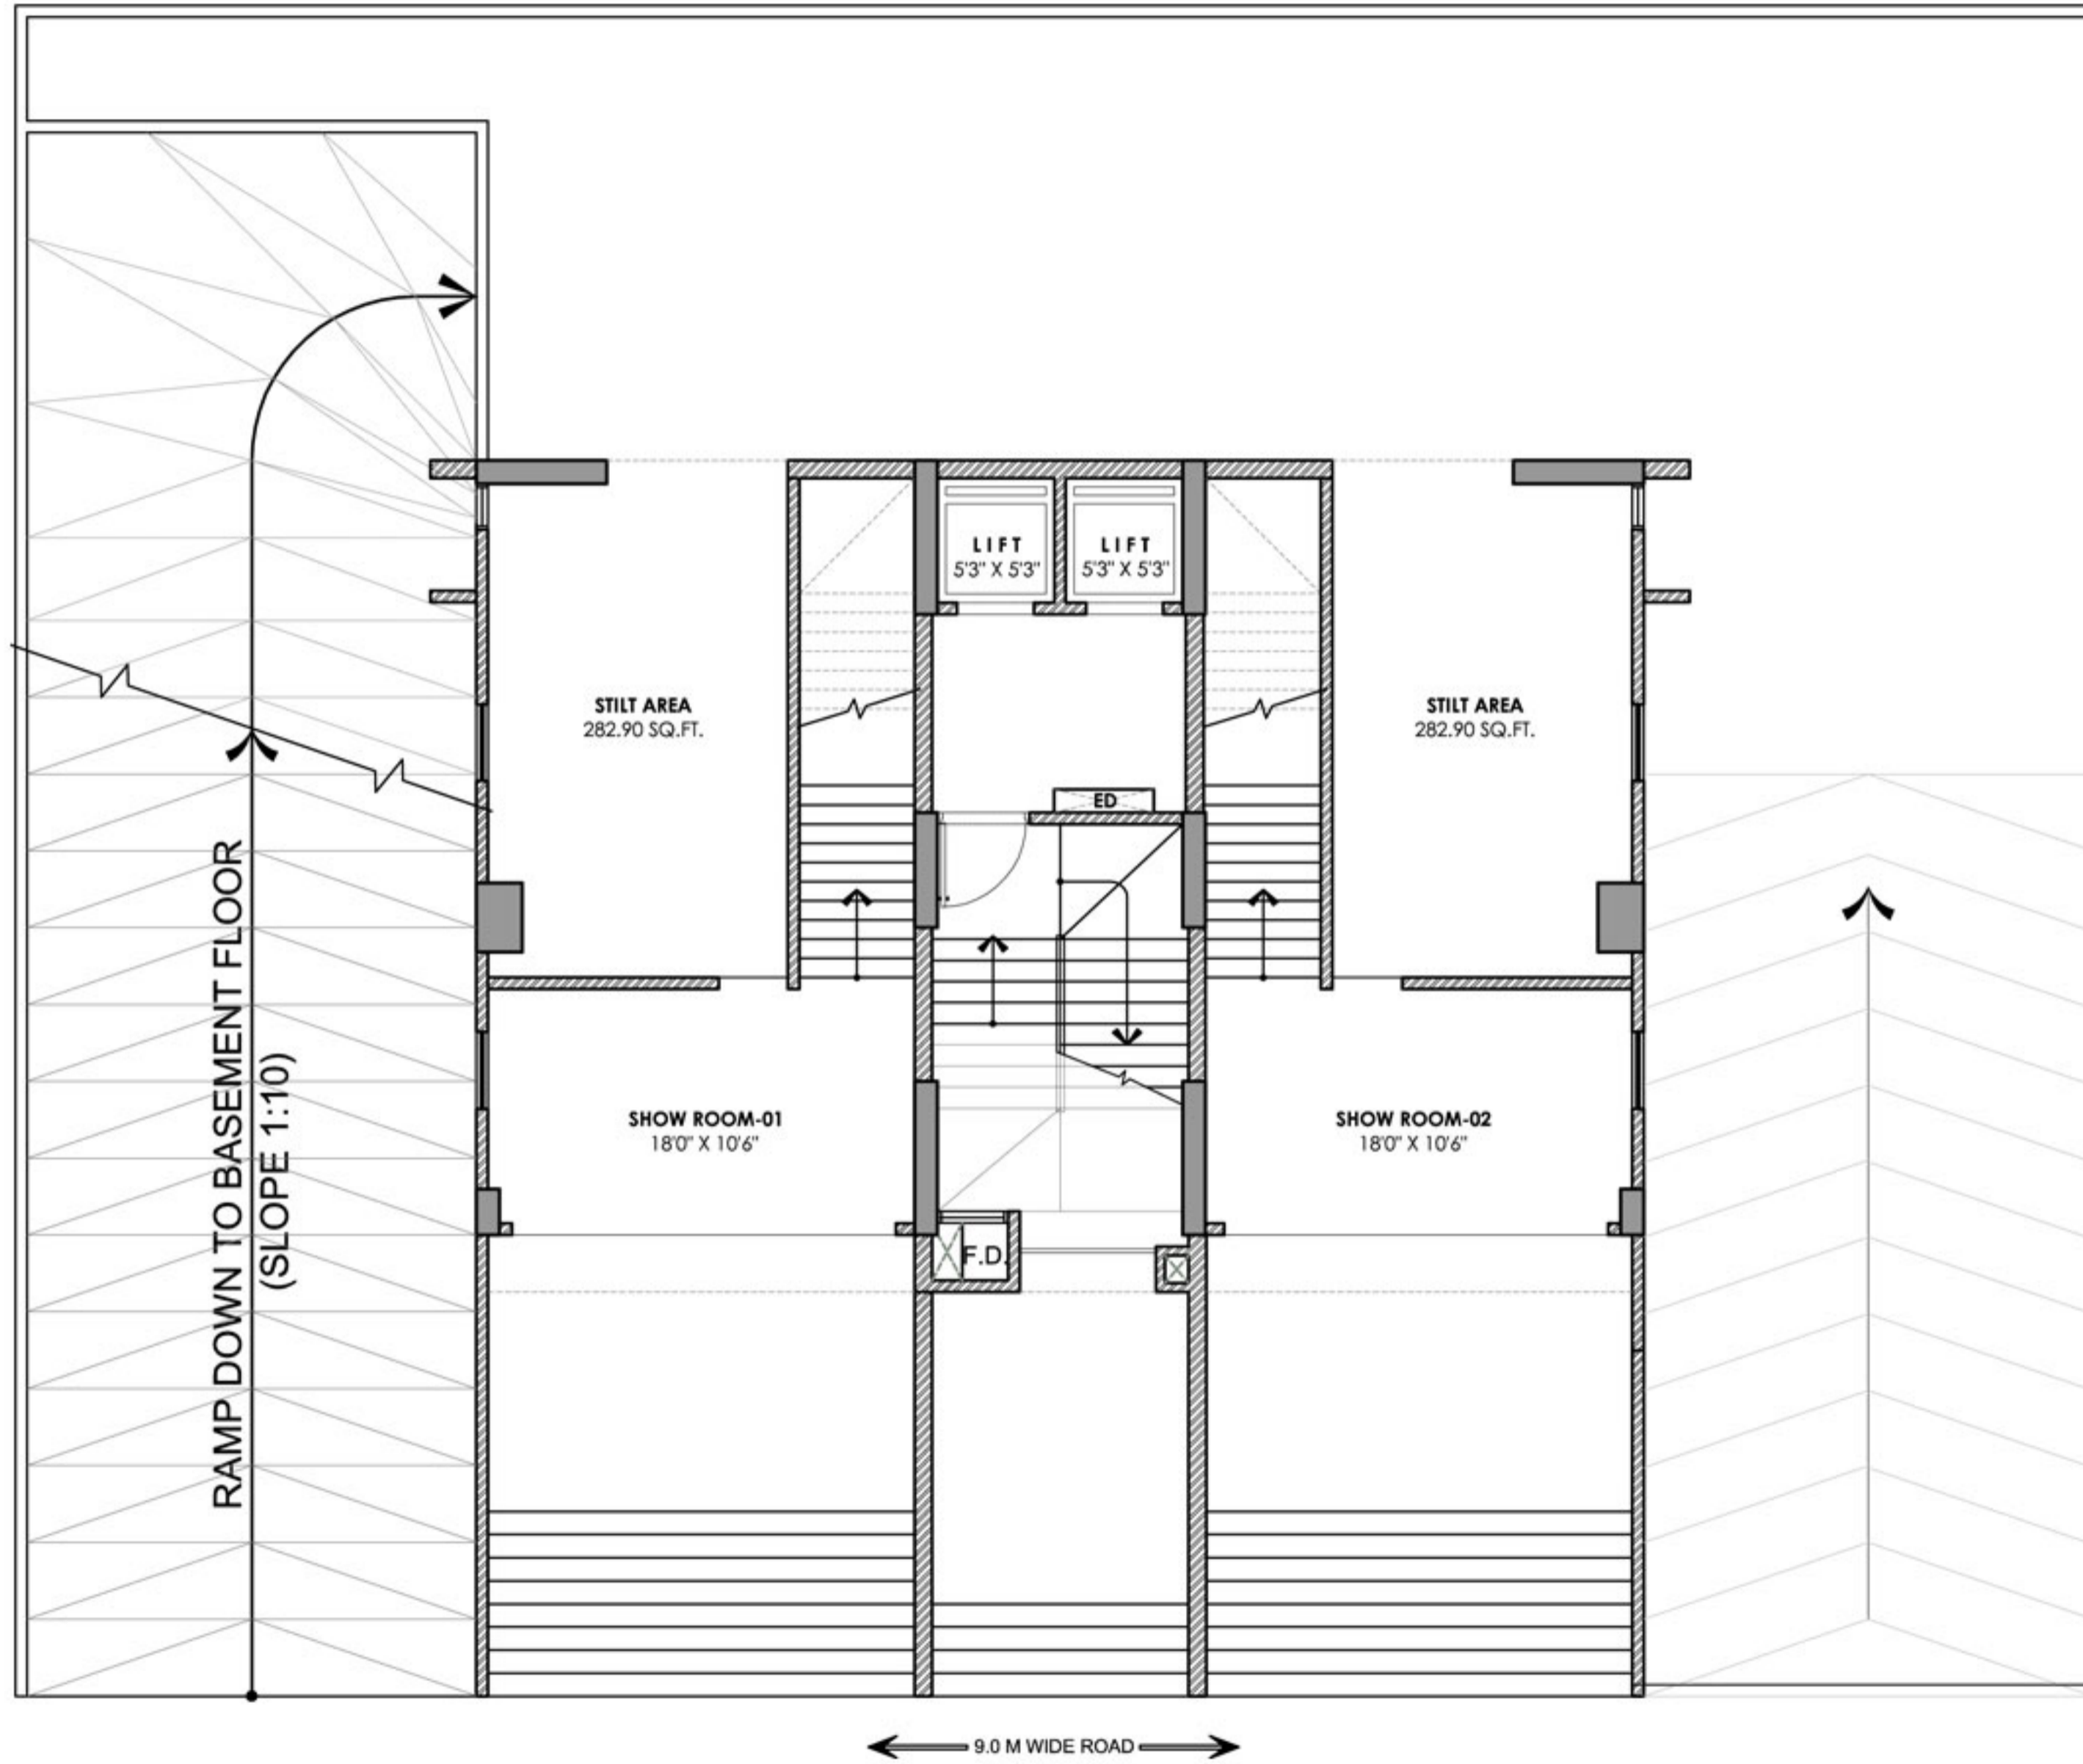 LIFT
5'3" X 5'3"
LIFT
5'3" X 5'3"
STILT AREA
282.90 SQ.FT.
STILT AREA
282.90 SQ.FT.
ED
RAMP DOWN TO BASEMENT FLOOR
(SLOPE 1:10)
SHOW ROOM-01
18'0" X 10'6"
SHOW ROOM-02
18'0" X 10'6"
F.D.
9.0 M WIDE ROAD